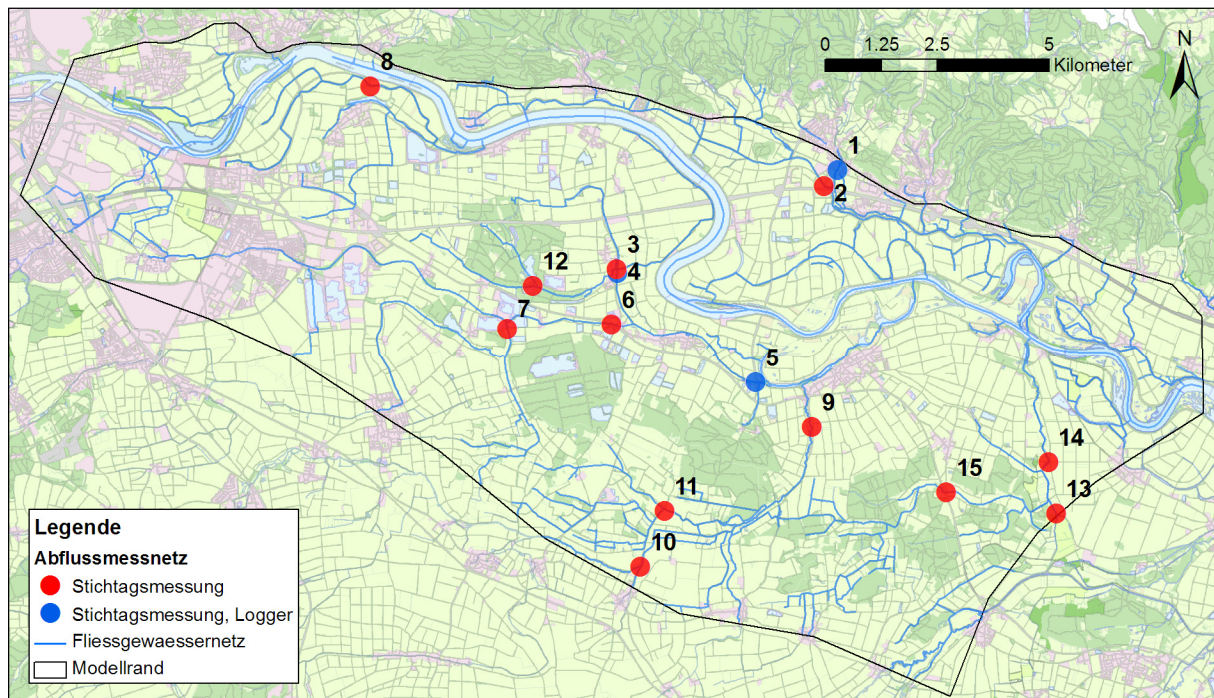 8
0 1.25 2.5 5
Kilometer
N
1
2
3
4
12
6
7
5
9
14
15
13
11
10
Legende
Abflussmessnetz
Stichtagsmessung
Stichtagsmessung, Logger
Fliessgewaessernetz
Modellrand